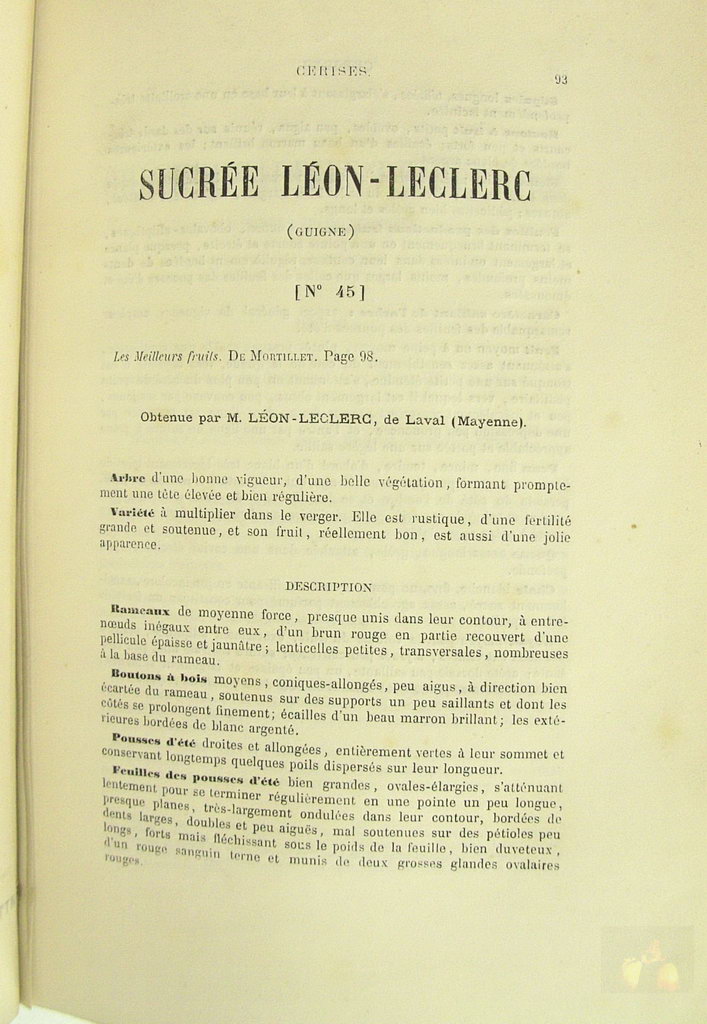 CERISES.
93
SUCRÉE LÉON-LECLERC
(GUIGNE)
[N° 45]
Les Meilleurs fruits. DE MORTILLET. Page 98.
Obtenue par M. LÉON-LECLERC, de Laval (Mayenne).
Arbre d'une bonne vigueur, d'une belle végétation, formant prompte-
ment une tête élevée et bien régulière.
Variété à multiplier dans le verger. Elle est rustique, d'une fertilité
grande et soutenue, et son fruit, réellement bon, est aussi d'une jolie
apparence.
DESCRIPTION
Rameaux de moyenne force, presque unis dans leur contour, à entre-
nœuds inégaux entre eux, d'un brun rouge en partie recouvert d'une
pellicule épaisse et jaunâtre; lenticelles petites, transversales, nombreuses
à la base du rameau.
Boutons à bois moyens, coniques-allongés, peu aigus, à direction bien
écartée du rameau, soutenus sur des supports un peu saillants et dont les
côtés se prolongent finement; écailles d'un beau marron brillant; les exté-
rieures bordées de blanc argenté.
Pousses d'été droites et allongées, entièrement vertes à leur sommet et
conservant longtemps quelques poils dispersés sur leur longueur.
Feuilles des pousses d'été bien grandes, ovales-élargies, s'atténuant
lentement pour se terminer régulièrement en une pointe un peu longue,
presque planes, très-largement ondulées dans leur contour, bordées de
dents larges, doubles et peu aiguës, mal soutenues sur des pétioles peu
longs, forts mais fléchissant sous le poids de la feuille, bien duveteux,
d'un rouge sanguin terne et munis de deux grosses glandes ovalaires
rouges.